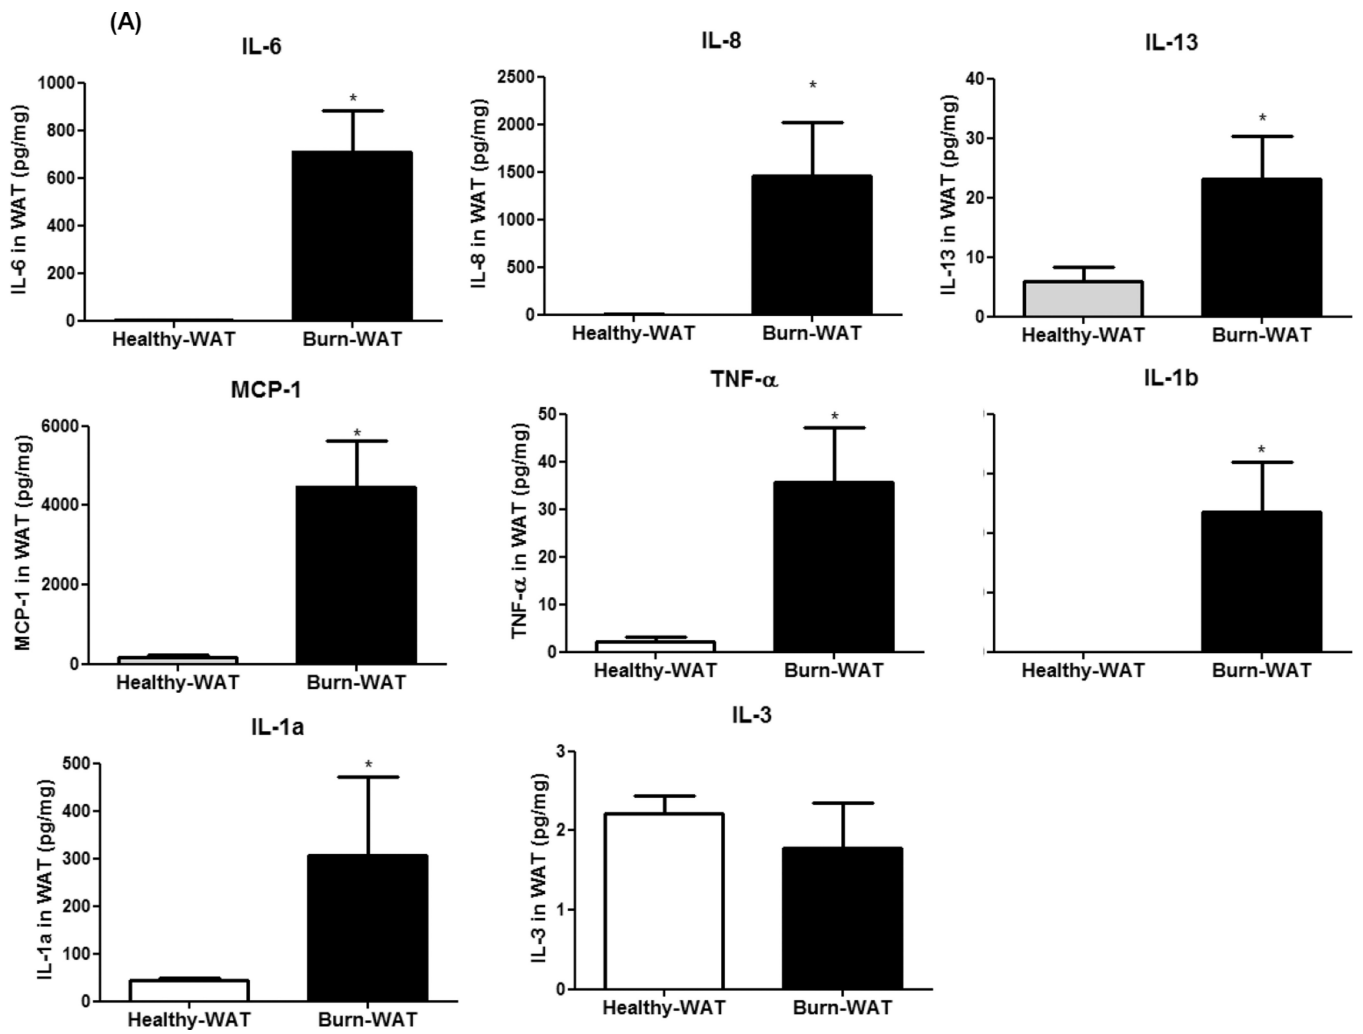 (A)
IL-6
IL-6 in WAT (pg/mg)
1000
800
600
400
200
0
Healthy-WAT
*
Burn-WAT
IL-8
IL-8 in WAT (pg/mg)
2500
2000
1500
1000
500
0
Healthy-WAT
*
Burn-WAT
IL-13
IL-13 in WAT (pg/mg)
40
30
20
10
0
Healthy-WAT
*
Burn-WAT
MCP-1
MCP-1 in WAT (pg/mg)
6000
4000
2000
0
Healthy-WAT
*
Burn-WAT
TNF-α
TNF-α in WAT (pg/mg)
50
40
30
20
10
0
Healthy-WAT
*
Burn-WAT
IL-1b
Healthy-WAT
*
Burn-WAT
IL-1a
IL-1a in WAT (pg/mg)
500
400
300
200
100
0
Healthy-WAT
*
Burn-WAT
IL-3
IL-3 in WAT (pg/mg)
3
2
1
0
Healthy-WAT
Burn-WAT